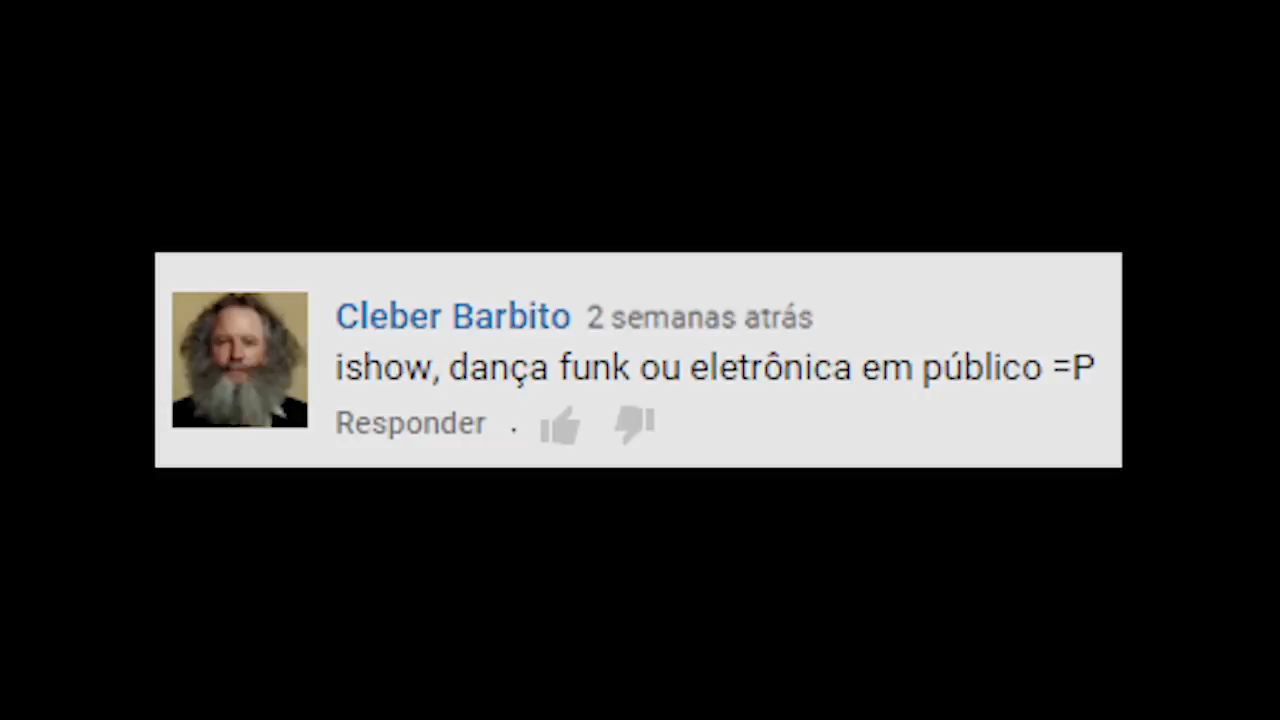 Cleber Barbito 2 semanas atrás
ishow, dança funk ou eletrônica em público =P
Responder .